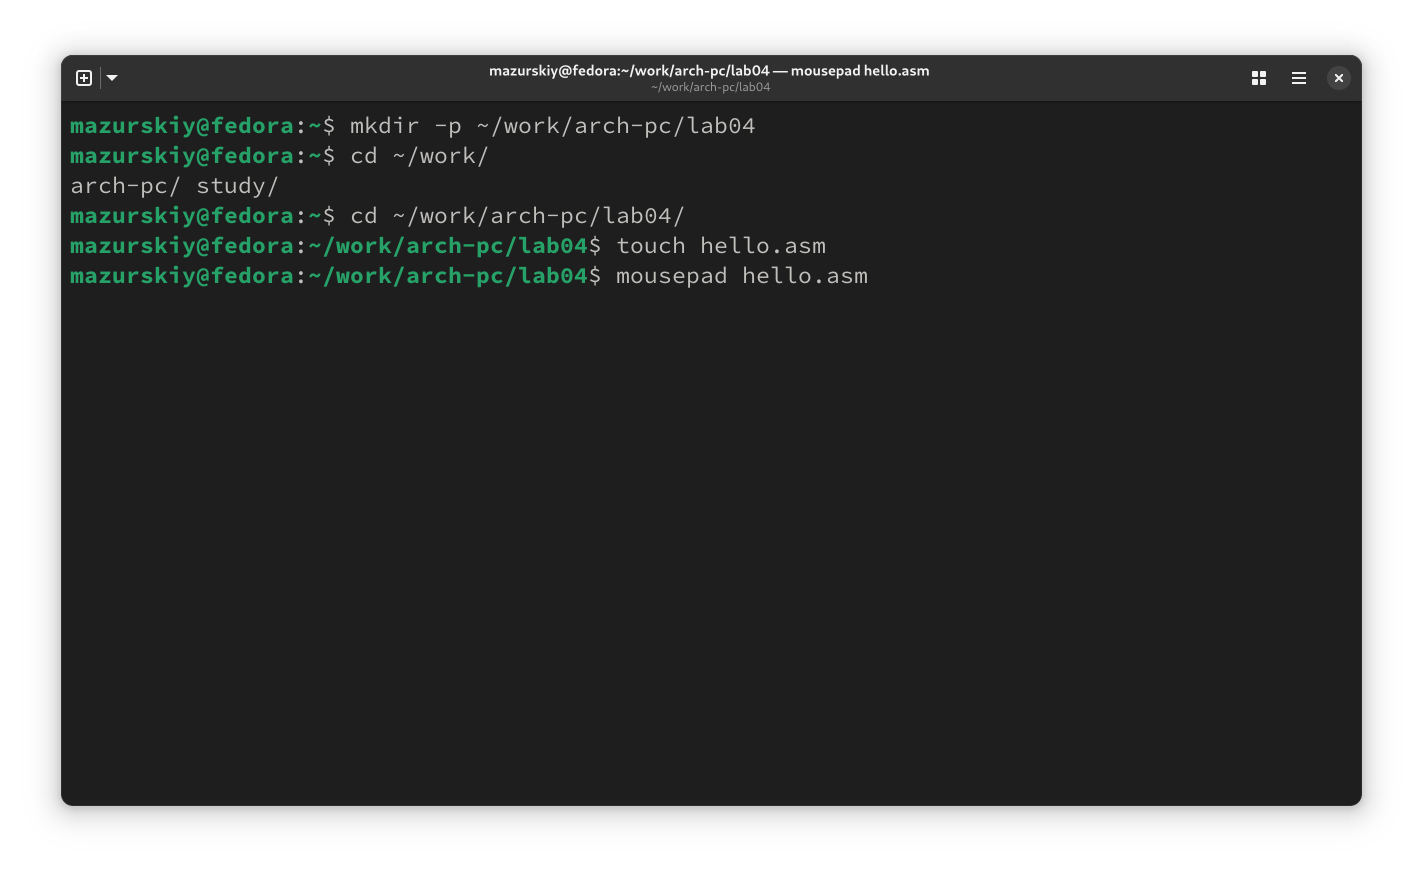 mazurskiy@fedora:~/work/arch-pc/lab04 — mousepad hello.asm
~/work/arch-pc/lab04
mazurskiy@fedora:~$ mkdir -p ~/work/arch-pc/lab04
mazurskiy@fedora:~$ cd ~/work/
arch-pc/ study/
mazurskiy@fedora:~$ cd ~/work/arch-pc/lab04/
mazurskiy@fedora:~/work/arch-pc/lab04$ touch hello.asm
mazurskiy@fedora:~/work/arch-pc/lab04$ mousepad hello.asm